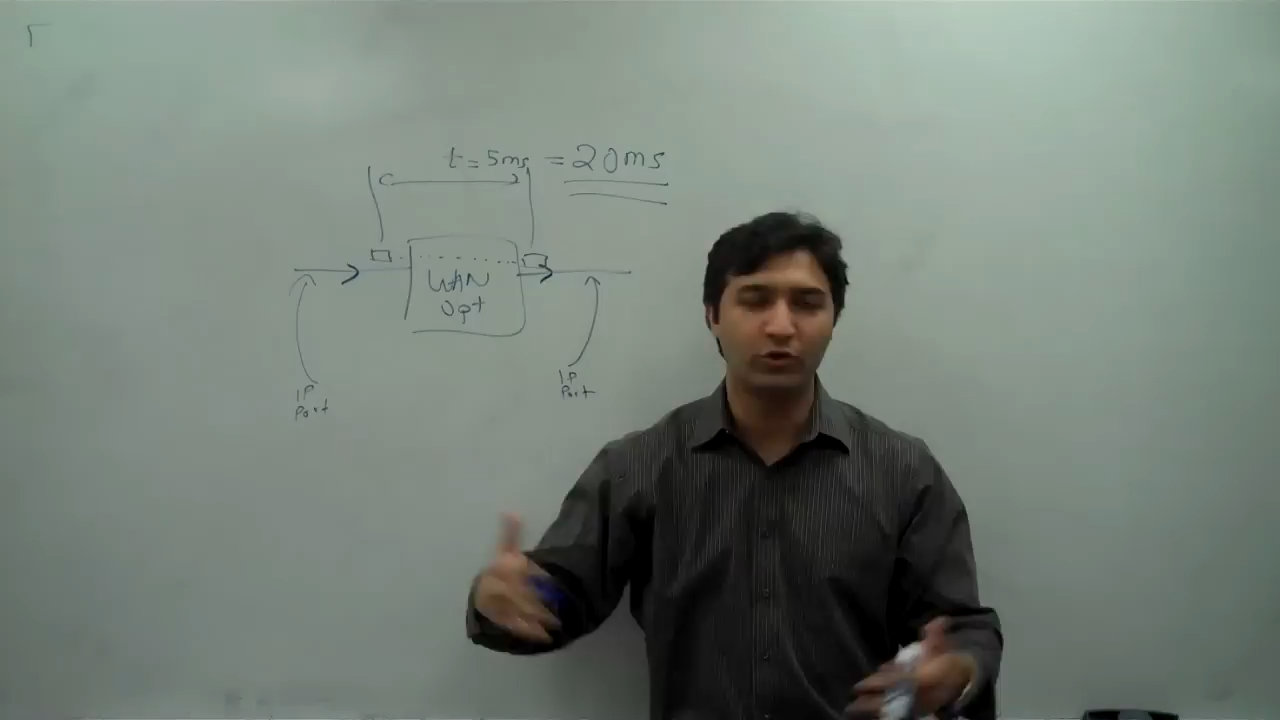 t = 5ms = 20ms
WAN
Opt
IP
Port
IP
Port